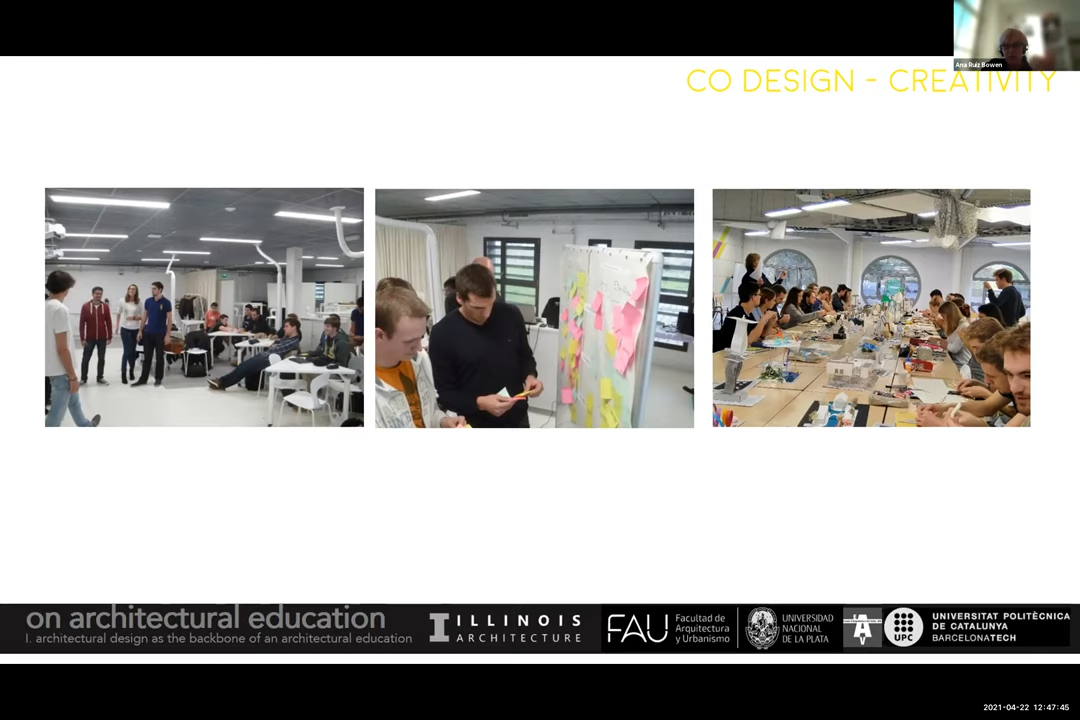 Ana Ruiz Bowen
CO DESIGN - CREATIVITY
on architectural education
I. architectural design as the backbone of an architectural education
ILLINOIS
ARCHITECTURE
FAU
Facultad de
Arquitectura
y Urbanismo
UNIVERSIDAD
NACIONAL
DE LA PLATA
UPC
UNIVERSITAT POLITÈCNICA
DE CATALUNYA
BARCELONATECH
2021-04-22 12:47:45